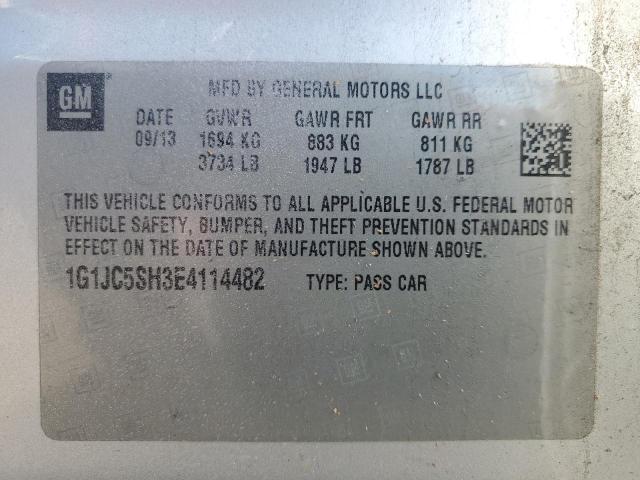 GM
MFD BY GENERAL MOTORS LLC
DATE GVWR GAWR FRT GAWR RR
09/13 1694 KG 883 KG 811 KG
3734 LB 1947 LB 1787 LB
THIS VEHICLE CONFORMS TO ALL APPLICABLE U.S. FEDERAL MOTOR
VEHICLE SAFETY, BUMPER, AND THEFT PREVENTION STANDARDS IN
EFFECT ON THE DATE OF MANUFACTURE SHOWN ABOVE.
1G1JC5SH3E4114482 TYPE: PASS CAR